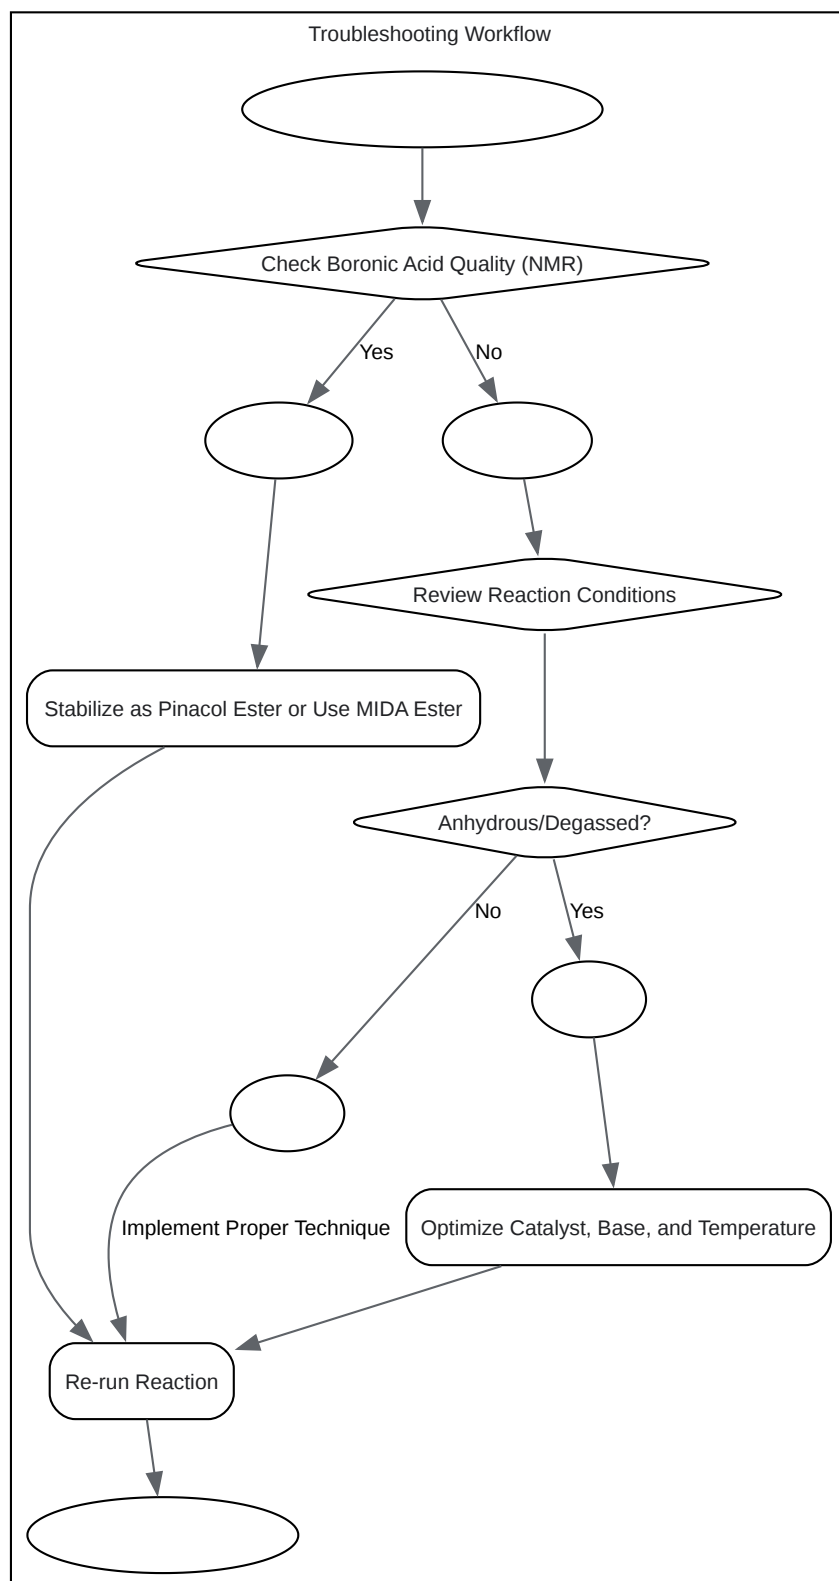 Troubleshooting Workflow
Check Boronic Acid Quality (NMR)
Yes
No
Review Reaction Conditions
Stabilize as Pinacol Ester or Use MIDA Ester
Anhydrous/Degassed?
No
Yes
Implement Proper Technique
Optimize Catalyst, Base, and Temperature
Re-run Reaction